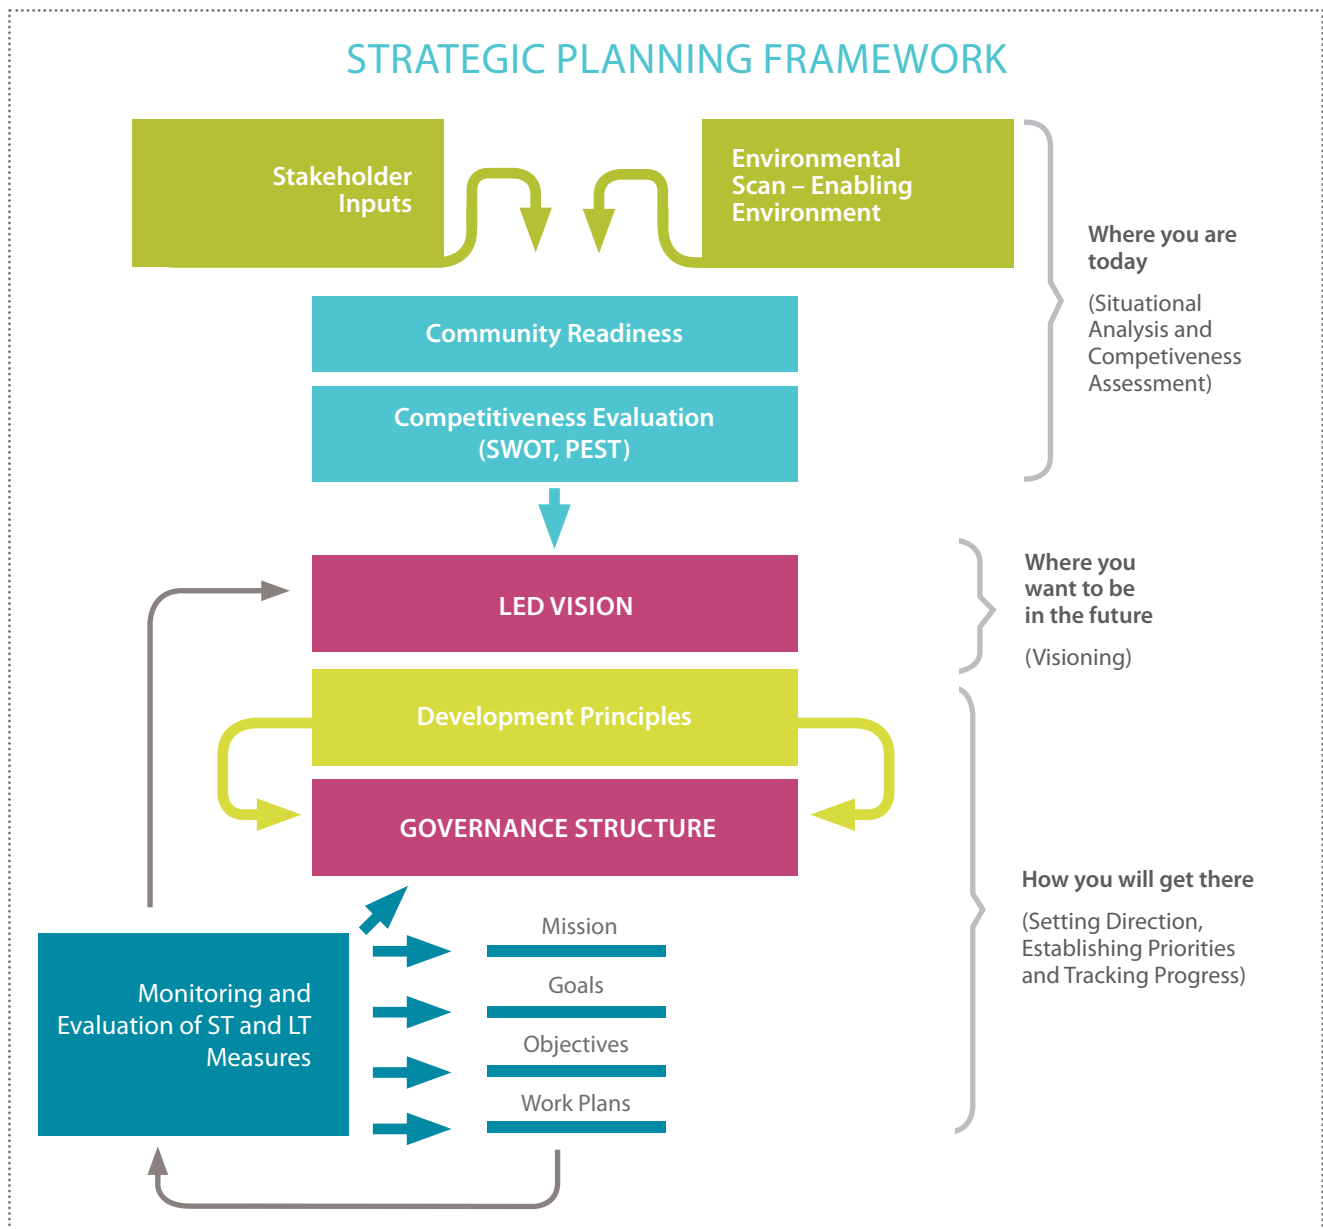 STRATEGIC PLANNING FRAMEWORK
Stakeholder
Inputs
Environmental
Scan – Enabling
Environment
Where you are
today
(Situational
Analysis and
Competiveness
Assessment)
Community Readiness
Competitiveness Evaluation
(SWOT, PEST)
LED VISION
Where you
want to be
in the future
(Visioning)
Development Principles
GOVERNANCE STRUCTURE
How you will get there
(Setting Direction,
Establishing Priorities
and Tracking Progress)
Monitoring and
Evaluation of ST and LT
Measures
Mission
Goals
Objectives
Work Plans